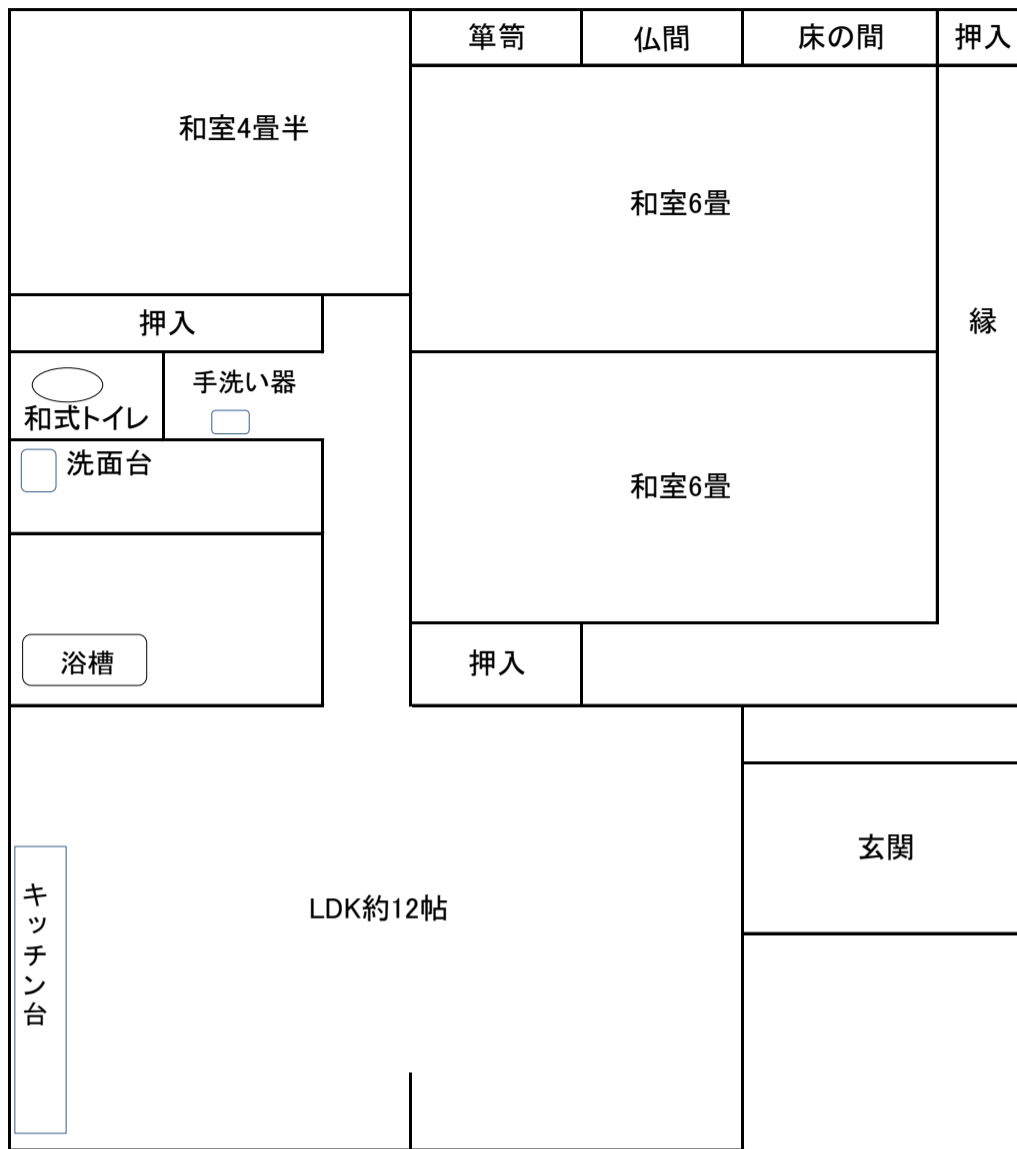 箪笥
仏間
床の間
押入
和室4畳半
和室6畳
縁
押入
手洗い器
和式トイレ
洗面台
和室6畳
浴槽
押入
玄関
キッチン台
LDK約12帖